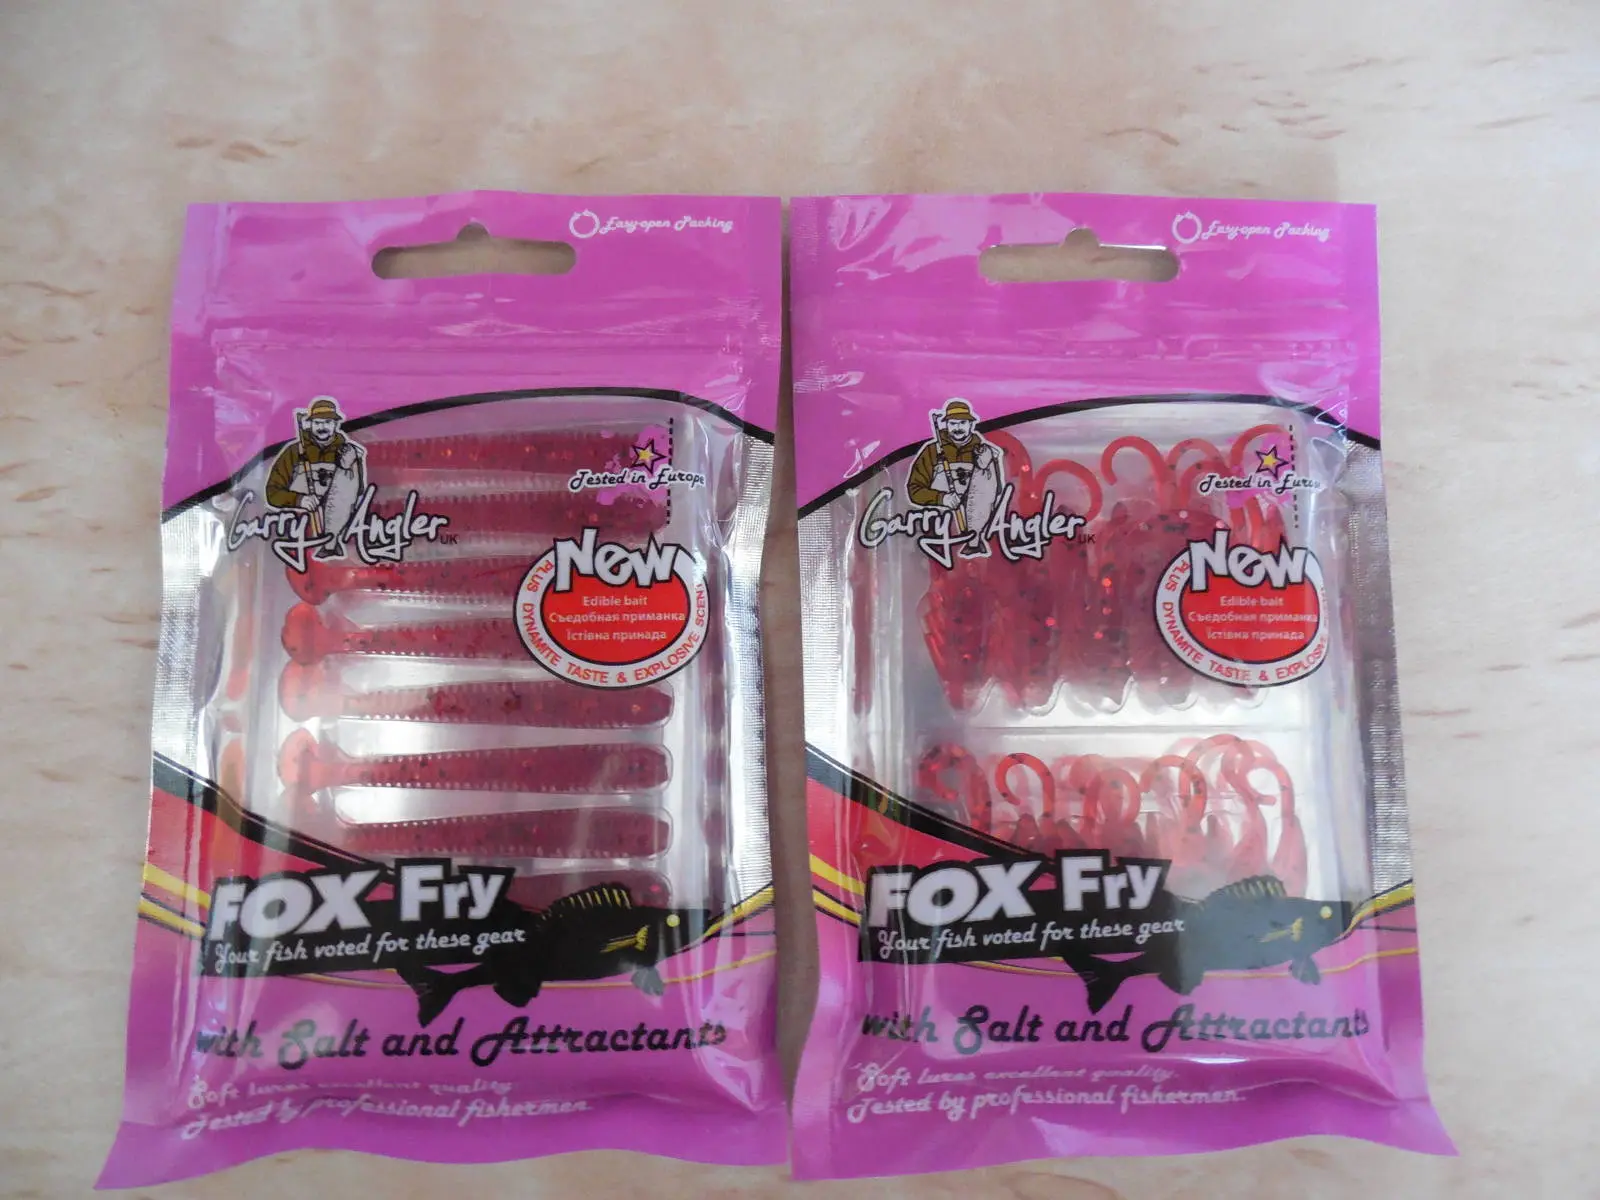 Easy-open Packing
Tested in Europe
Garry Angler UK
New
Edible bait
Съедобная приманка
Їстівна принада
PLUS DYNAMITE TASTE & EXPLOSIVE SCENT
FOX Fry
Your fish voted for these gear
with Salt and Attractants
Soft lures excellent quality.
Tested by professional fishermen.
Easy-open Packing
Tested in Europe
Garry Angler UK
New
Edible bait
Съедобная приманка
Їстівна принада
PLUS DYNAMITE TASTE & EXPLOSIVE
FOX Fry
Your fish voted for these gear
with Salt and Attractants
Soft lures excellent quality.
Tested by professional fishermen.